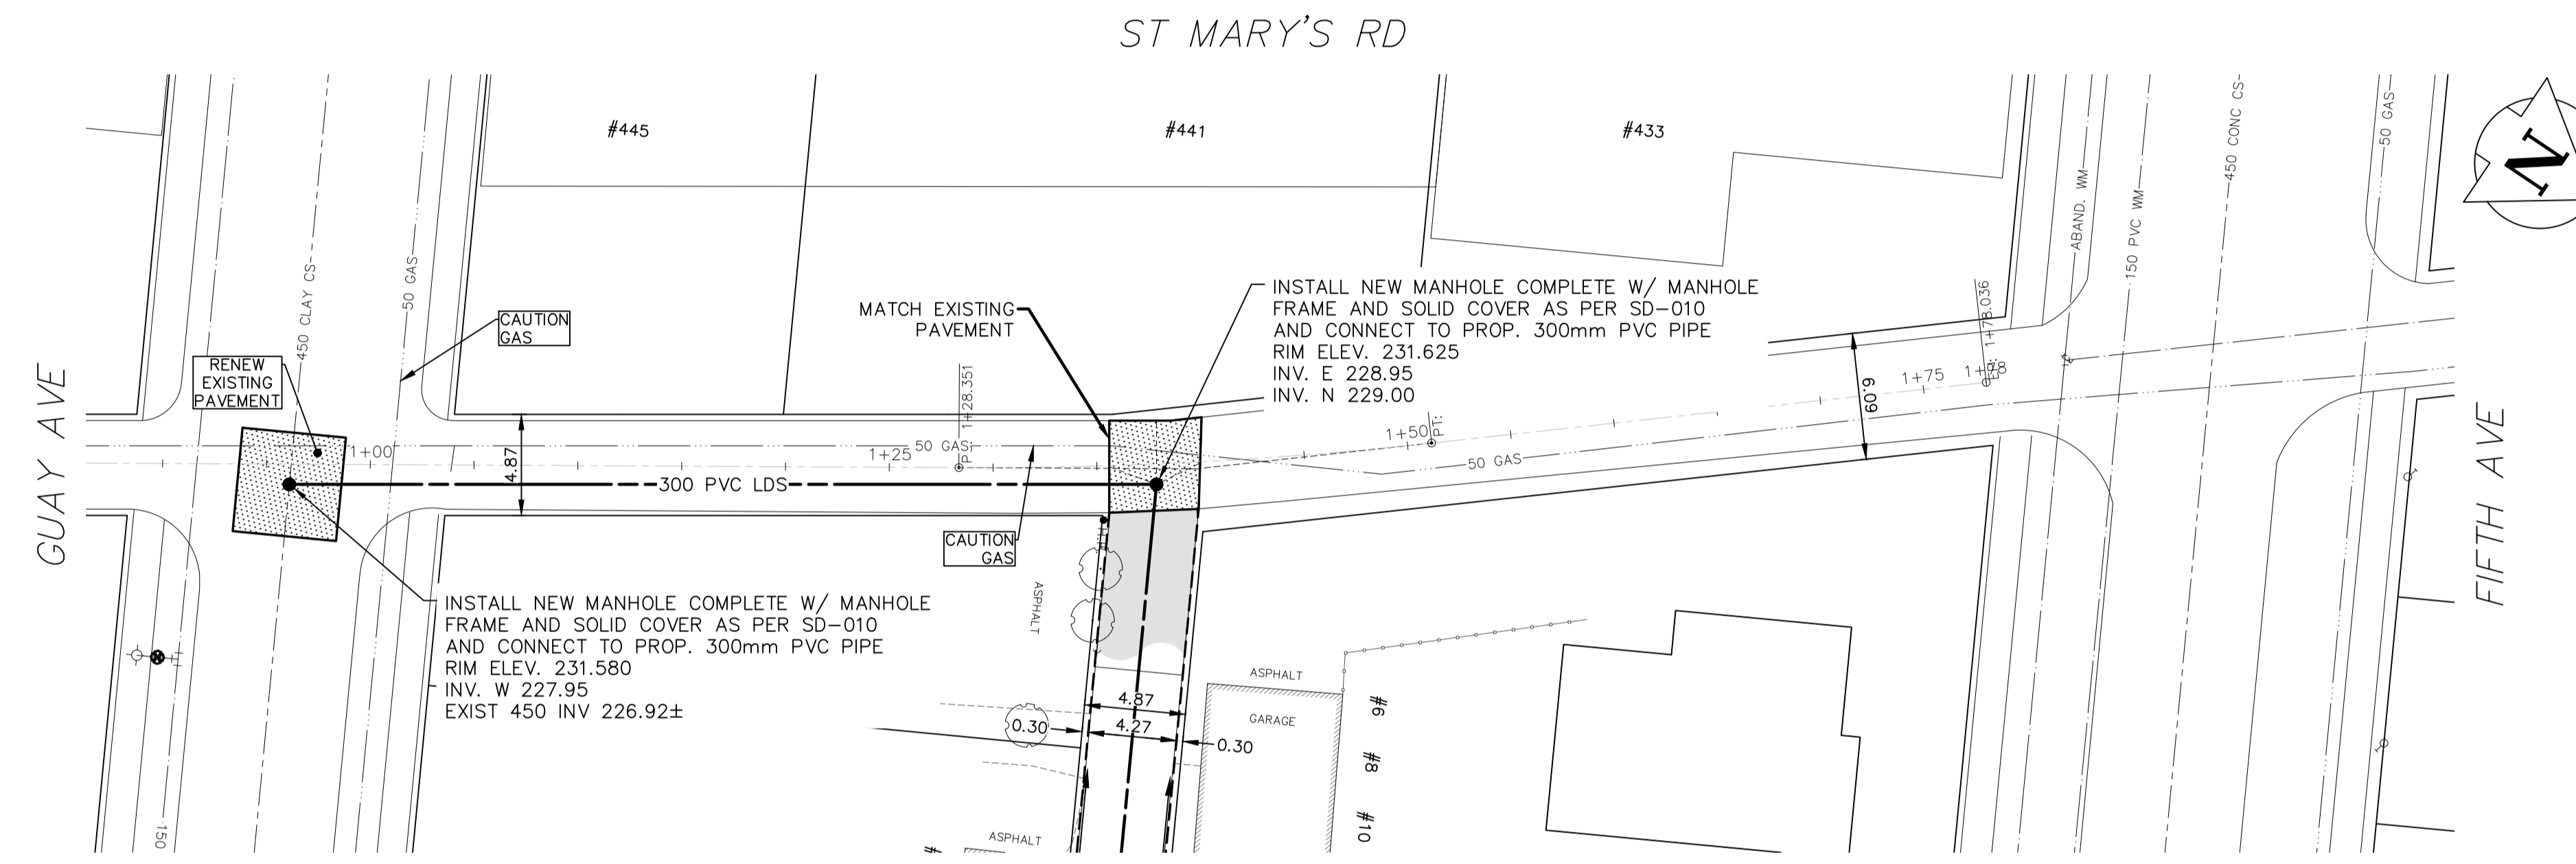 ST MARY'S RD
#445
#441
#433
450 CLAY CS
50 GAS
ABAND. WM
150 PVC WM
450 CONC CS
50 GAS
N
CAUTION
GAS
RENEW
EXISTING
PAVEMENT
MATCH EXISTING
PAVEMENT
INSTALL NEW MANHOLE COMPLETE W/ MANHOLE
FRAME AND SOLID COVER AS PER SD-010
AND CONNECT TO PROP. 300mm PVC PIPE
RIM ELEV. 231.625
INV. E 228.95
INV. N 229.00
1+78.036
1+28.351
GUAY AVE
FIFTH AVE
1+00
4.87
1+25
50 GAS
1+50
PT:
50 GAS
6.09
1+75
300 PVC LDS
CAUTION
GAS
ASPHALT
INSTALL NEW MANHOLE COMPLETE W/ MANHOLE
FRAME AND SOLID COVER AS PER SD-010
AND CONNECT TO PROP. 300mm PVC PIPE
RIM ELEV. 231.580
INV. W 227.95
EXIST 450 INV 226.92±
150
ASPHALT
GARAGE
4.87
0.30
4.27
0.30
#6
#8
#10
ASPHALT